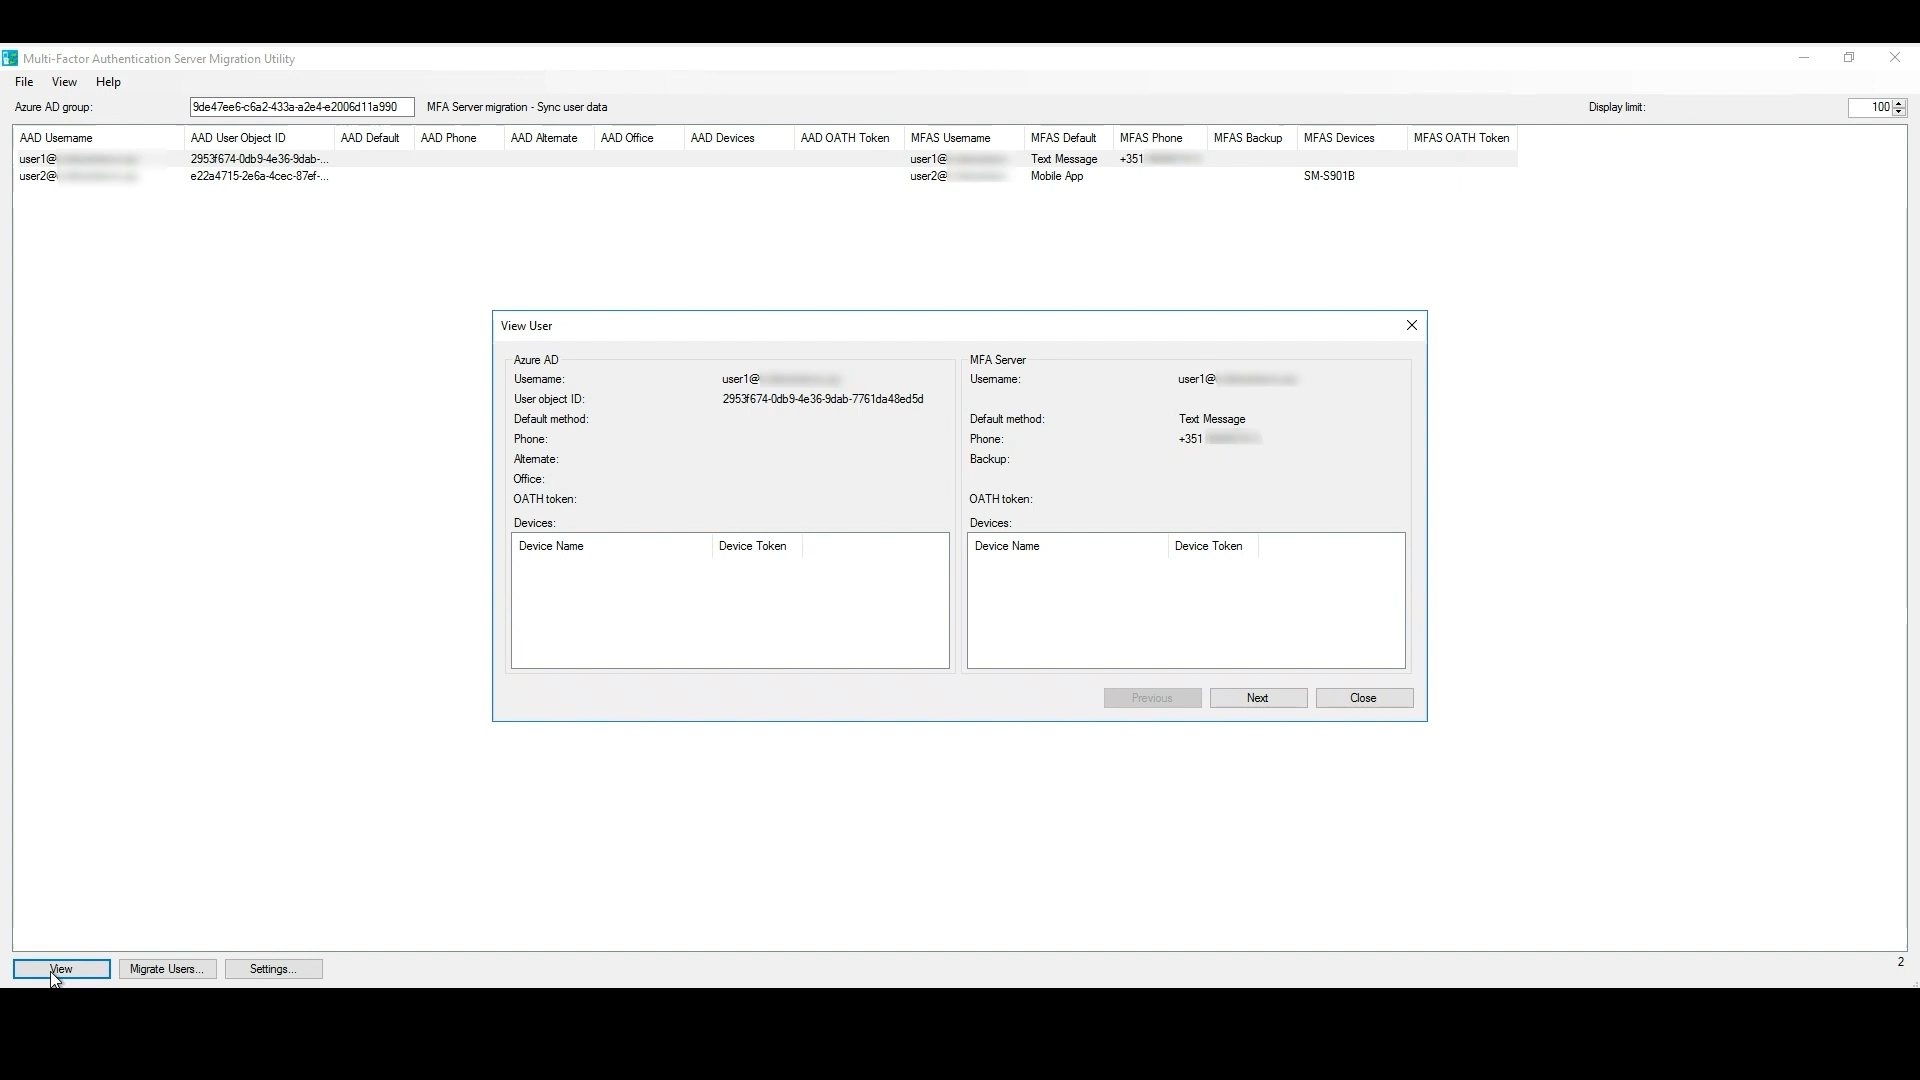 Multi-Factor Authentication Server Migration Utility
File View Help
Azure AD group: 9de47ee6-c6a2-433a-a2e4-e2006d11a990 MFA Server migration - Sync user data Display limit: 100
AAD Username AAD User Object ID AAD Default AAD Phone AAD Alternate AAD Office AAD Devices AAD OATH Token MFAS Username MFAS Default MFAS Phone MFAS Backup MFAS Devices MFAS OATH Token
user1@ 2953f674-0db9-4e36-9dab-... user1@ Text Message +351
user2@ e22a4715-2e6a-4cec-87ef-... user2@ Mobile App SM-S901B
View User
Azure AD
Username: user1@
User object ID: 2953f674-0db9-4e36-9dab-7761da48ed5d
Default method:
Phone:
Alternate:
Office:
OATH token:
Devices:
Device Name Device Token
MFA Server
Username: user1@
Default method: Text Message
Phone: +351
Backup:
OATH token:
Devices:
Device Name Device Token
Previous Next Close
View Migrate Users... Settings... 2